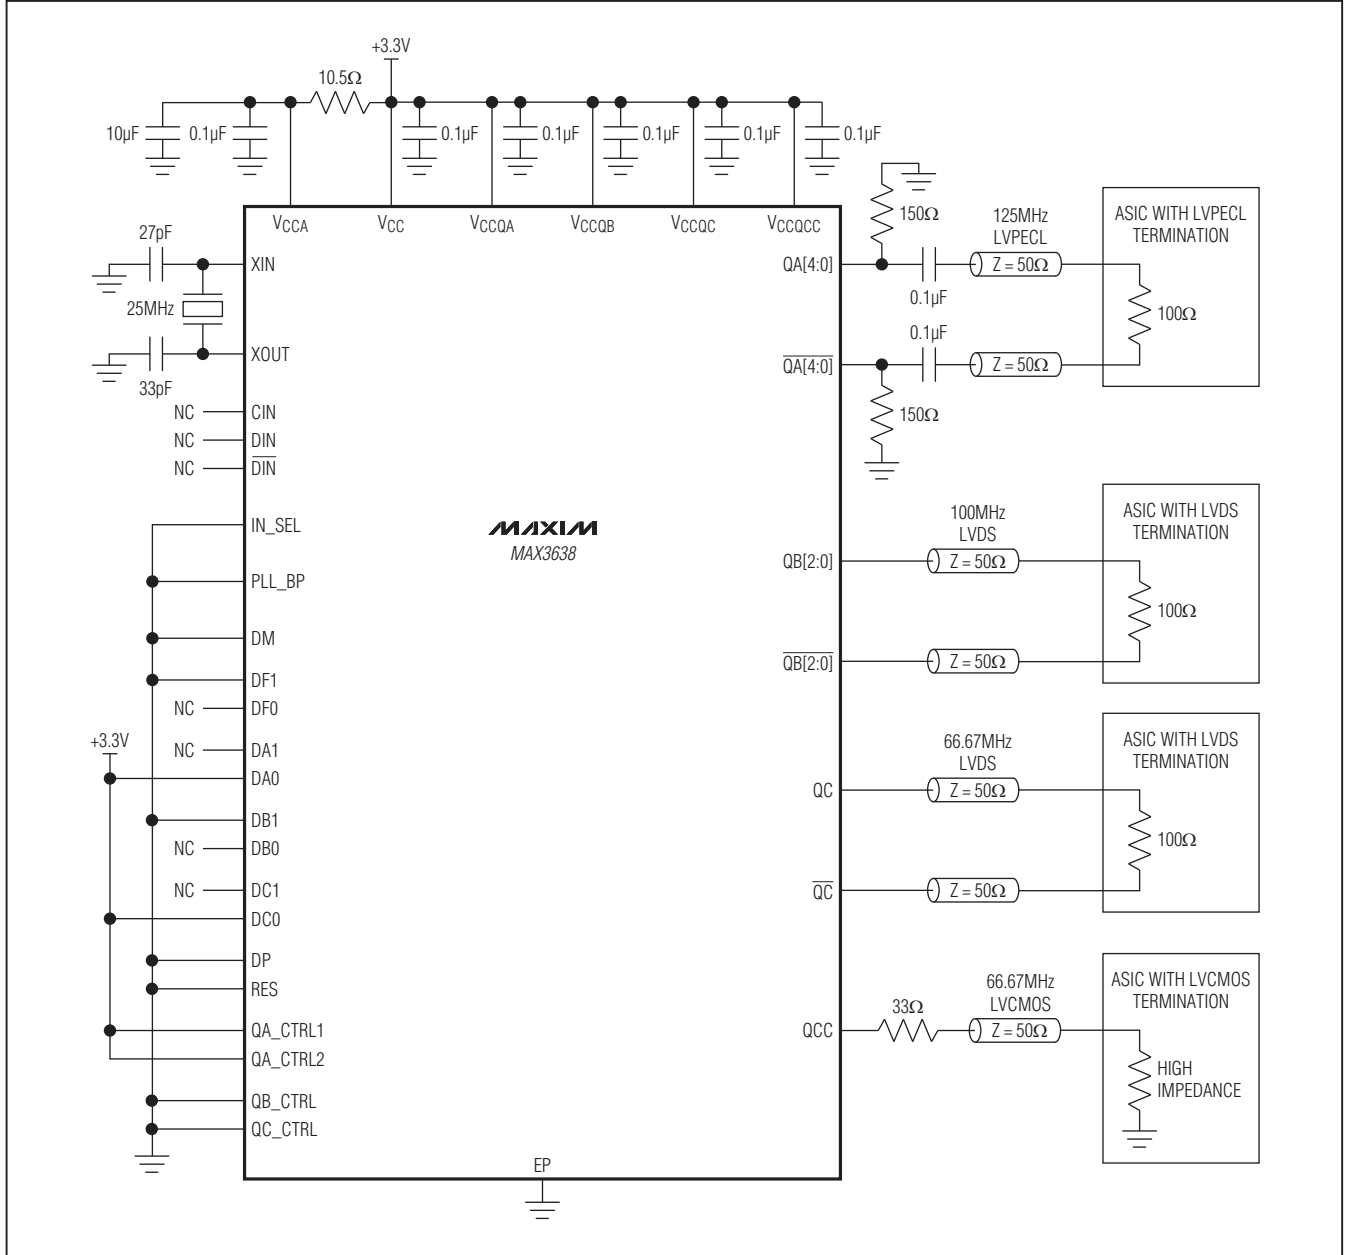 +3.3V
10.5Ω
10µF
0.1µF
0.1µF
0.1µF
0.1µF
0.1µF
0.1µF
VCCA
VCC
VCCQA
VCCQB
VCCQC
VCCQCC
27pF
XIN
25MHz
XOUT
33pF
NC
CIN
NC
DIN
NC
DIN
IN_SEL
PLL_BP
DM
DF1
NC
DF0
+3.3V
NC
DA1
DA0
DB1
NC
DB0
NC
DC1
DC0
DP
RES
QA_CTRL1
QA_CTRL2
QB_CTRL
QC_CTRL
MAXIM
MAX3638
EP
150Ω
125MHz
LVPECL
ASIC WITH LVPECL
TERMINATION
QA[4:0]
Z = 50Ω
0.1µF
100Ω
0.1µF
QA[4:0]
Z = 50Ω
150Ω
100MHz
LVDS
ASIC WITH LVDS
TERMINATION
QB[2:0]
Z = 50Ω
100Ω
QB[2:0]
Z = 50Ω
66.67MHz
LVDS
ASIC WITH LVDS
TERMINATION
QC
Z = 50Ω
100Ω
QC
Z = 50Ω
66.67MHz
LVCMOS
ASIC WITH LVCMOS
TERMINATION
33Ω
QCC
Z = 50Ω
HIGH
IMPEDANCE